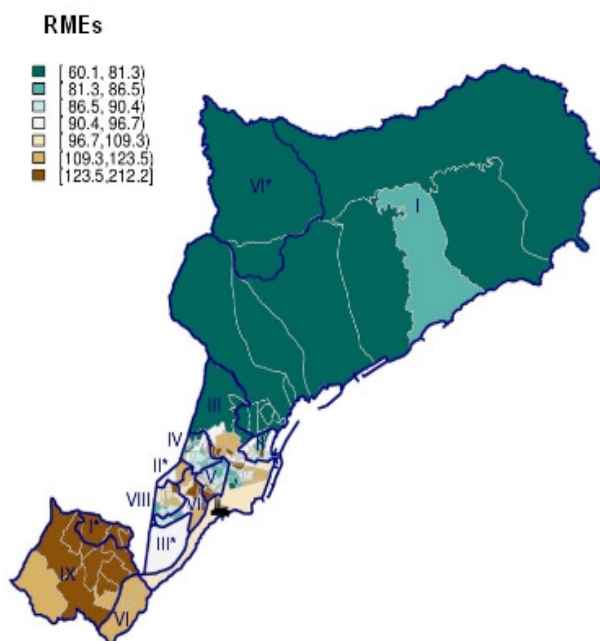 RMEs
[ 60.1, 81.3)
[ 81.3, 86.5)
[ 86.5, 90.4)
[ 90.4, 96.7)
[ 96.7,109.3)
[109.3,123.5)
[123.5,212.2]
VI*
I
III
IV
II*
V
VIII
VI
III*
I*
IX
VI